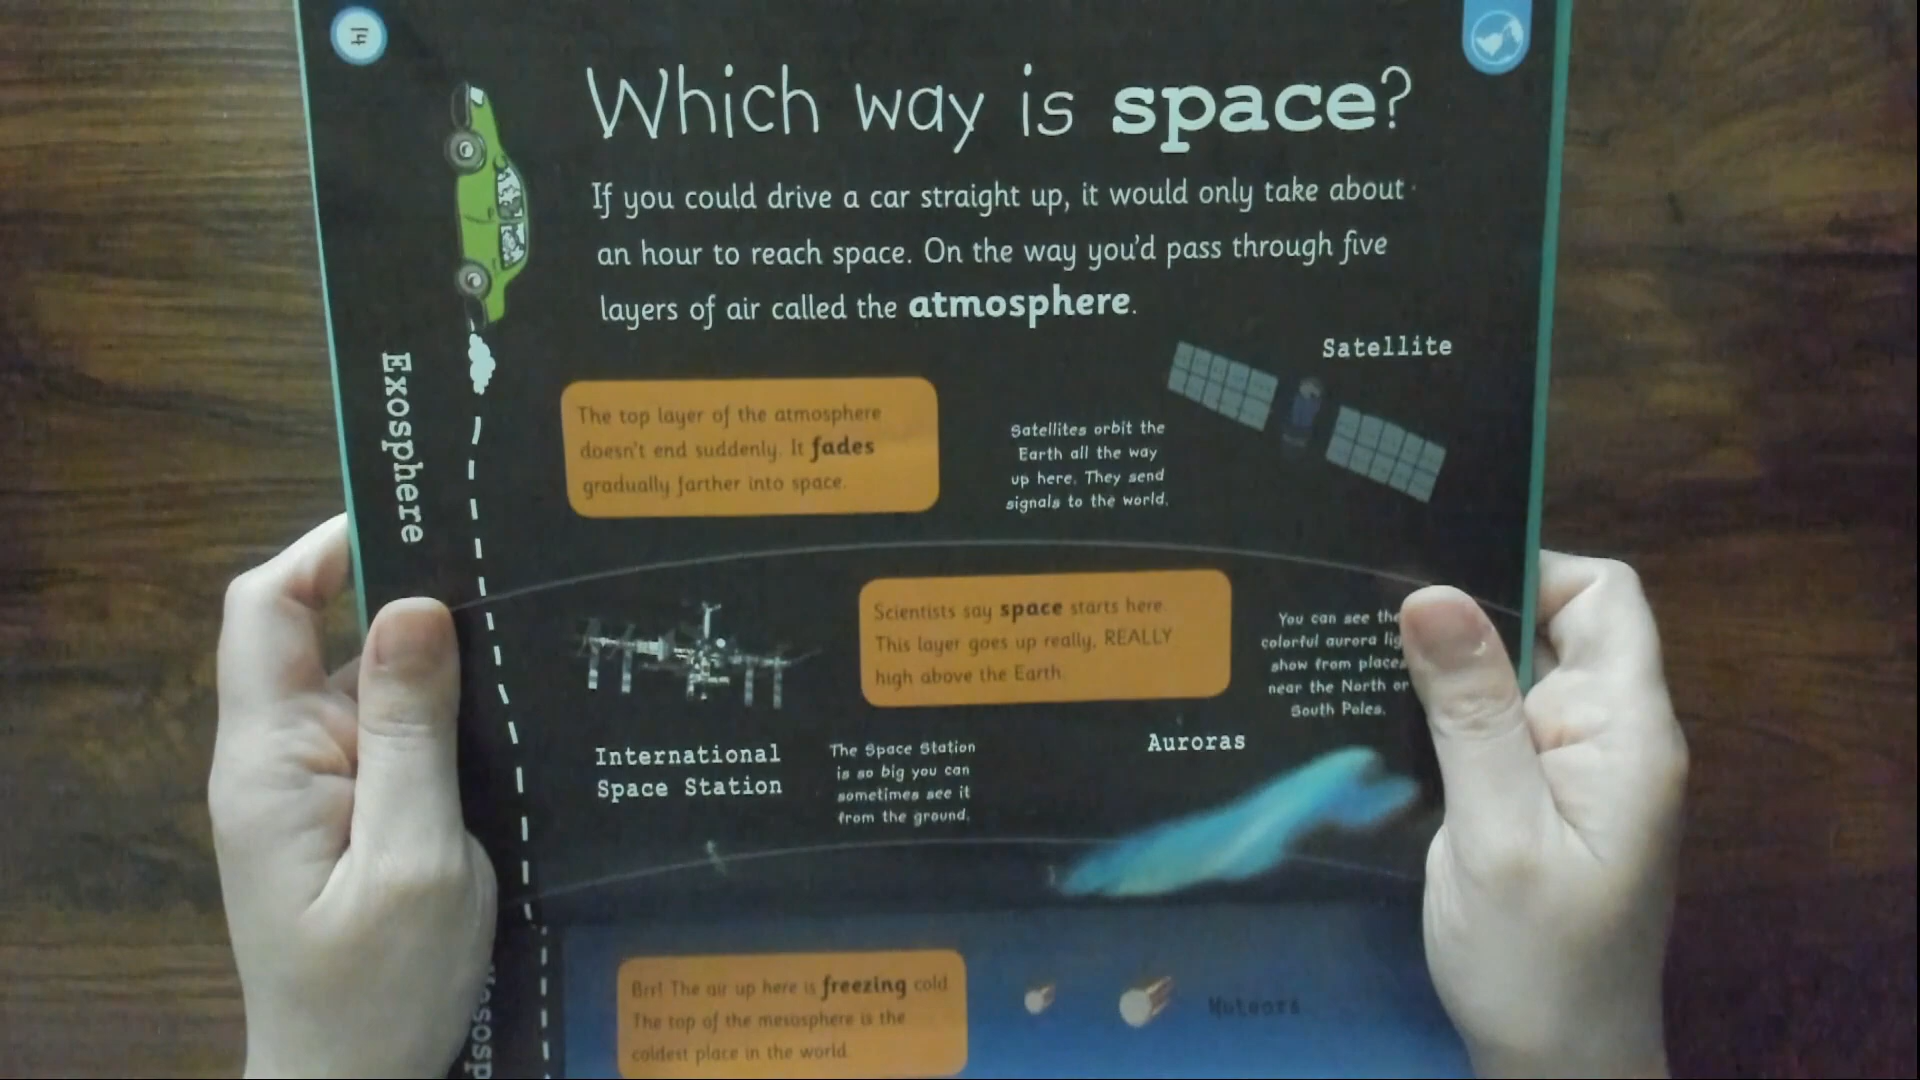 14
Which way is space?
If you could drive a car straight up, it would only take about
an hour to reach space. On the way you'd pass through five
layers of air called the atmosphere.
Exosphere
Satellite
The top layer of the atmosphere
doesn't end suddenly. It fades
gradually farther into space.
Satellites orbit the
Earth all the way
up here. They send
signals to the world.
Scientists say space starts here.
This layer goes up really, REALLY
high above the Earth.
You can see the
colorful aurora
show from places
near the North or
South Poles.
International
Space Station
The Space Station
is so big you can
sometimes see it
from the ground.
Auroras
Brr! The air up here is freezing cold
The top of the mesosphere is the
coldest place in the world.
Meteors